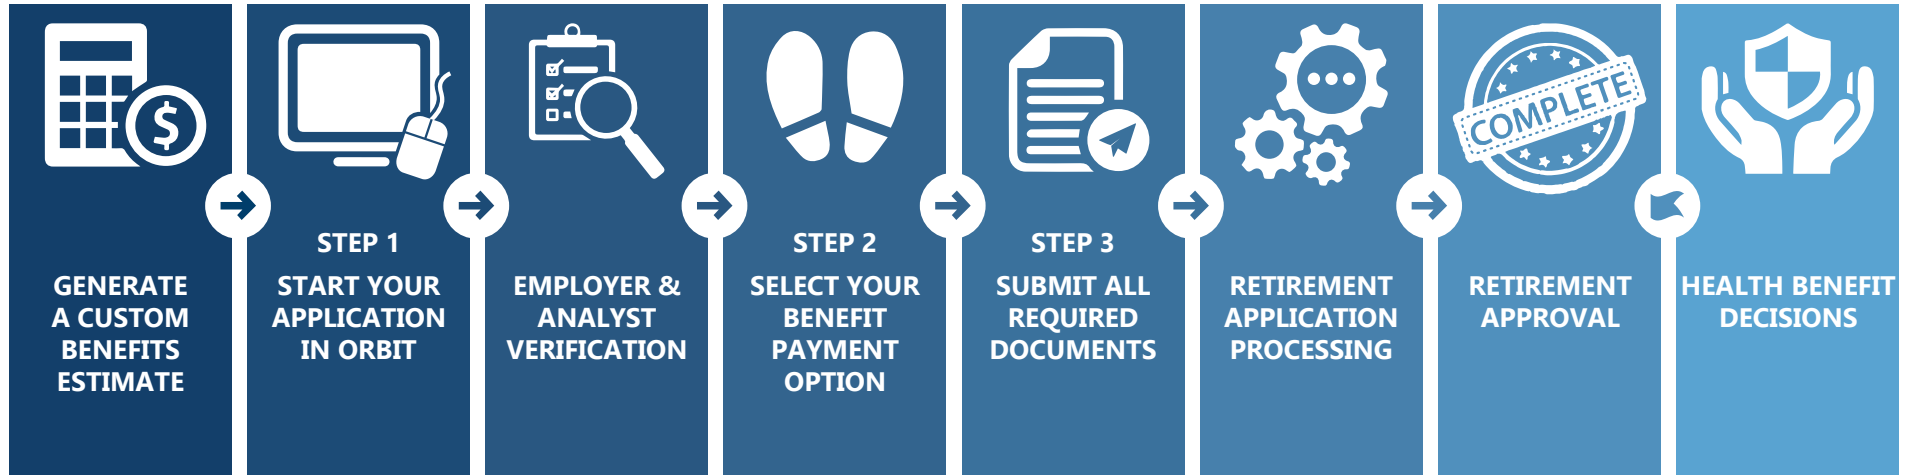 GENERATE
A CUSTOM
BENEFITS
ESTIMATE
STEP 1
START YOUR
APPLICATION
IN ORBIT
EMPLOYER &
ANALYST
VERIFICATION
STEP 2
SELECT YOUR
BENEFIT
PAYMENT
OPTION
STEP 3
SUBMIT ALL
REQUIRED
DOCUMENTS
RETIREMENT
APPLICATION
PROCESSING
COMPLETE
RETIREMENT
APPROVAL
HEALTH BENEFIT
DECISIONS
$